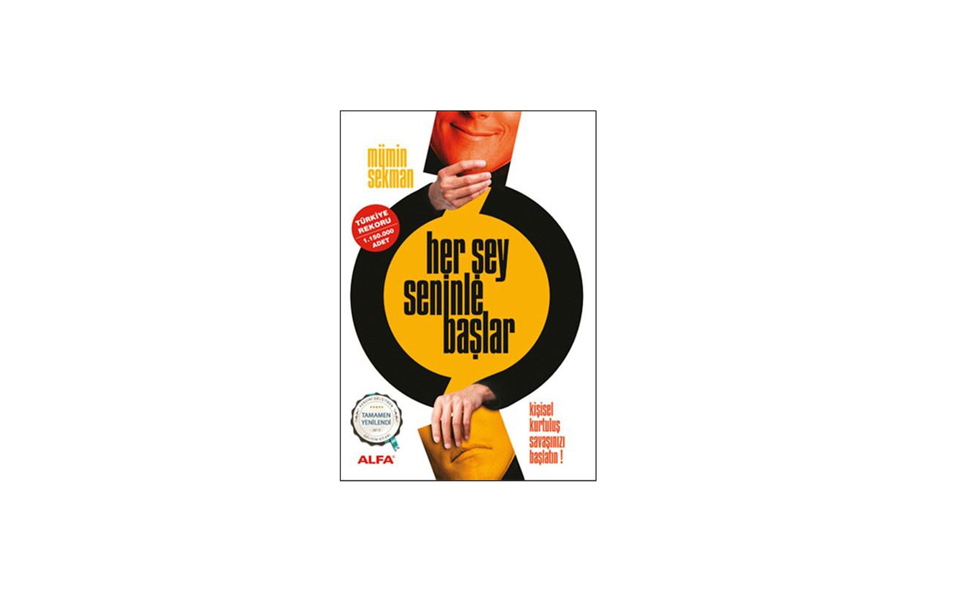 mümin
sekman
TÜRKİYE
REKORU
1.150.000
ADET
her şey
seninle
başlar
TAMAMEN
YENİLENDİ
kişisel
kurtuluş
savaşınızı
başlatın !
ALFA